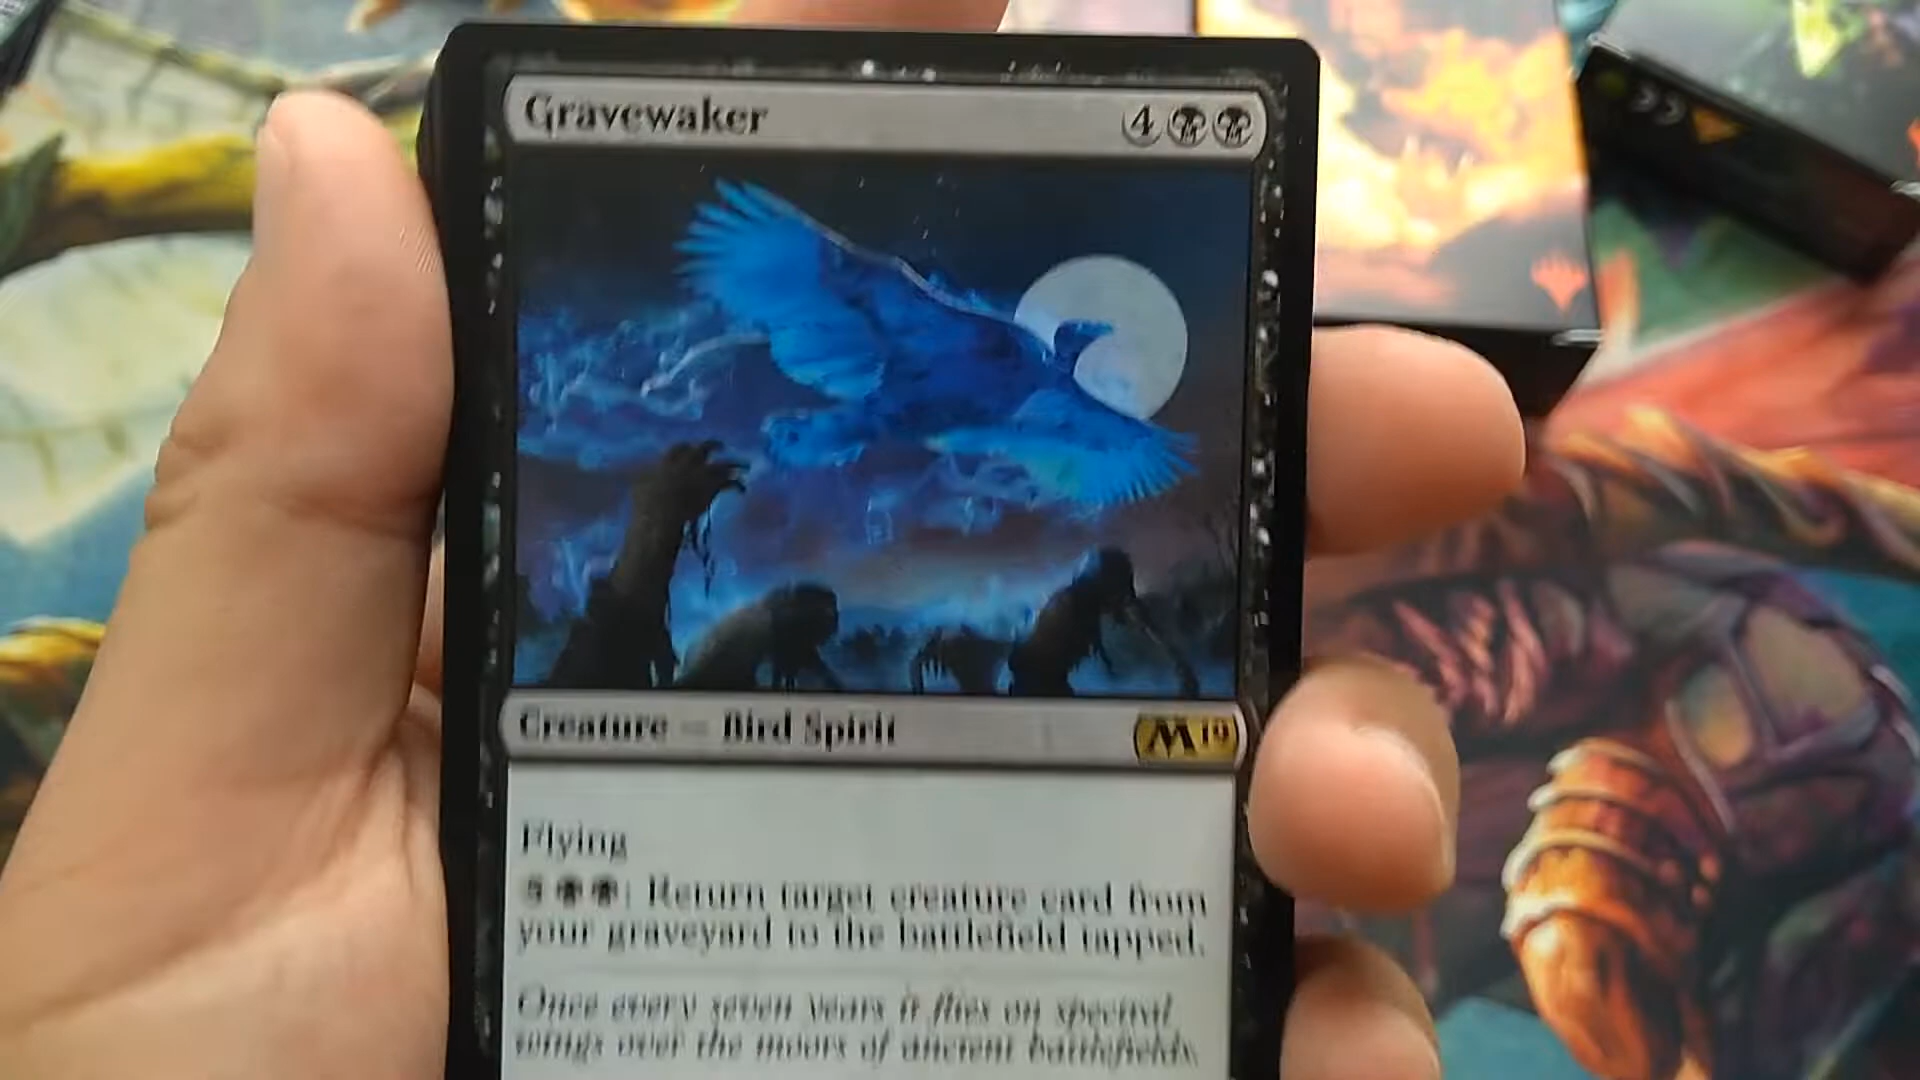 Gravewaker 4
Creature — Bird Spirit M19
Flying
5 : Return target creature card from
your graveyard to the battlefield tapped.
Once every seven years it flies on spectral
wings over the moors of ancient battlefields.